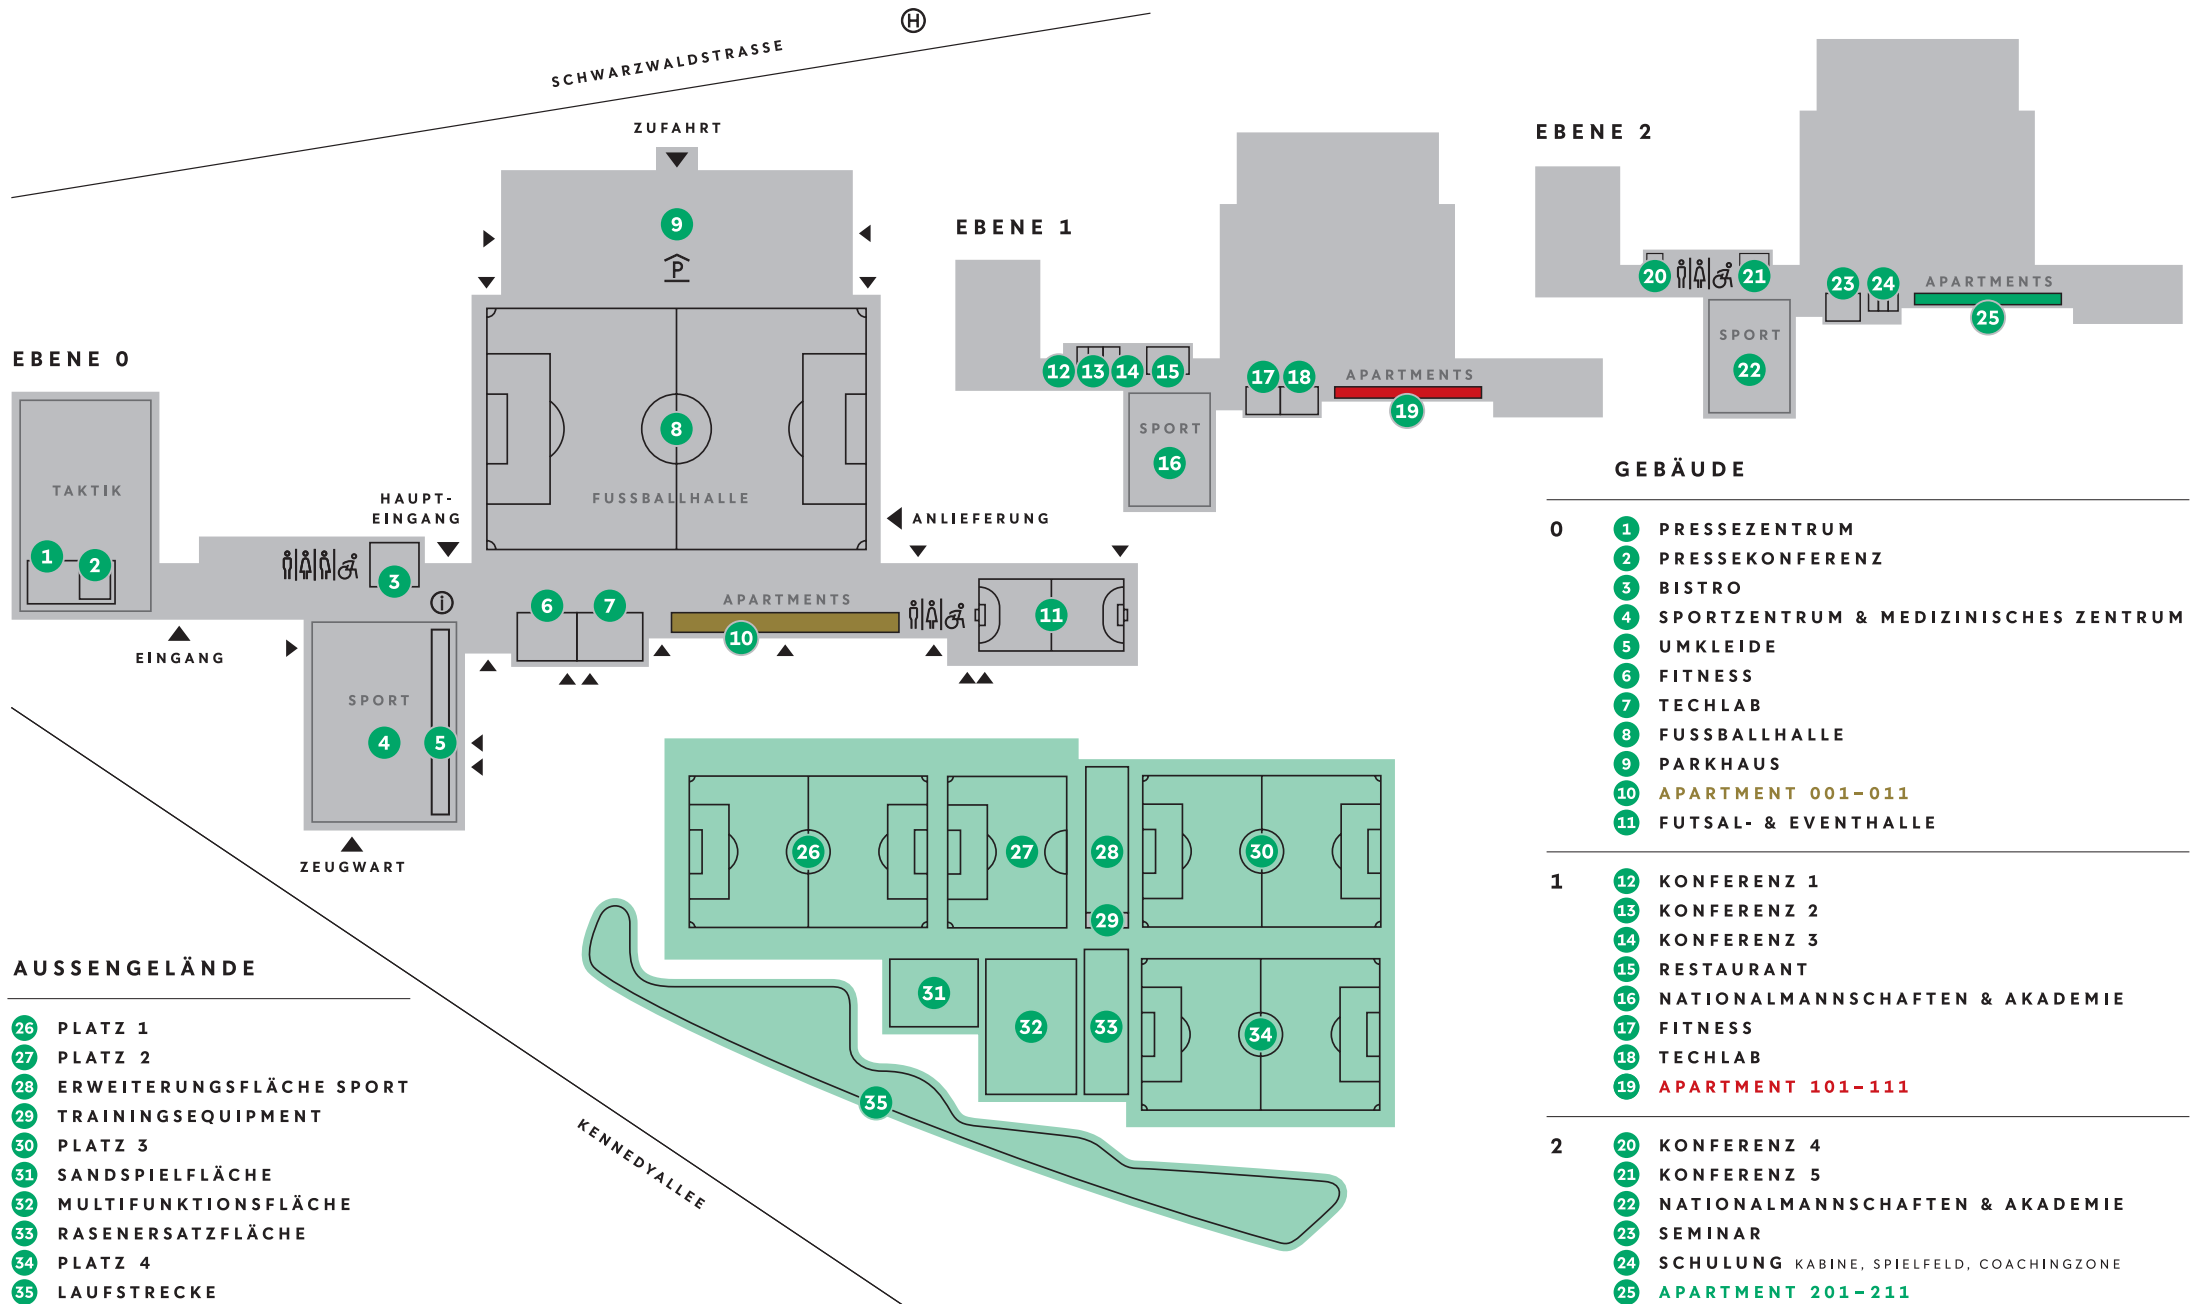 H
SCHWARZWALDSTRASSE
ZUFAHRT
9
P
EBENE 0
TAKTIK
1
2
HAUPT-
EINGANG
3
i
EINGANG
SPORT
4
5
ZEUGWART
8
FUSSBALLHALLE
ANLIEFERUNG
6
7
APARTMENTS
10
11
EBENE 1
12
13
14
15
SPORT
16
17
18
APARTMENTS
19
EBENE 2
20
21
SPORT
22
23
24
APARTMENTS
25
26
27
28
29
30
31
32
33
34
35
KENNEDYALLEE
AUSSENGELÄNDE
26 PLATZ 1
27 PLATZ 2
28 ERWEITERUNGSFLÄCHE SPORT
29 TRAININGSEQUIPMENT
30 PLATZ 3
31 SANDSPIELFLÄCHE
32 MULTIFUNKTIONSFLÄCHE
33 RASENERSATZFLÄCHE
34 PLATZ 4
35 LAUFSTRECKE
GEBÄUDE
0 1 PRESSEZENTRUM
2 PRESSEKONFERENZ
3 BISTRO
4 SPORTZENTRUM & MEDIZINISCHES ZENTRUM
5 UMKLEIDE
6 FITNESS
7 TECHLAB
8 FUSSBALLHALLE
9 PARKHAUS
10 APARTMENT 001–011
11 FUTSAL- & EVENTHALLE
1 12 KONFERENZ 1
13 KONFERENZ 2
14 KONFERENZ 3
15 RESTAURANT
16 NATIONALMANNSCHAFTEN & AKADEMIE
17 FITNESS
18 TECHLAB
19 APARTMENT 101–111
2 20 KONFERENZ 4
21 KONFERENZ 5
22 NATIONALMANNSCHAFTEN & AKADEMIE
23 SEMINAR
24 SCHULUNG KABINE, SPIELFELD, COACHINGZONE
25 APARTMENT 201–211